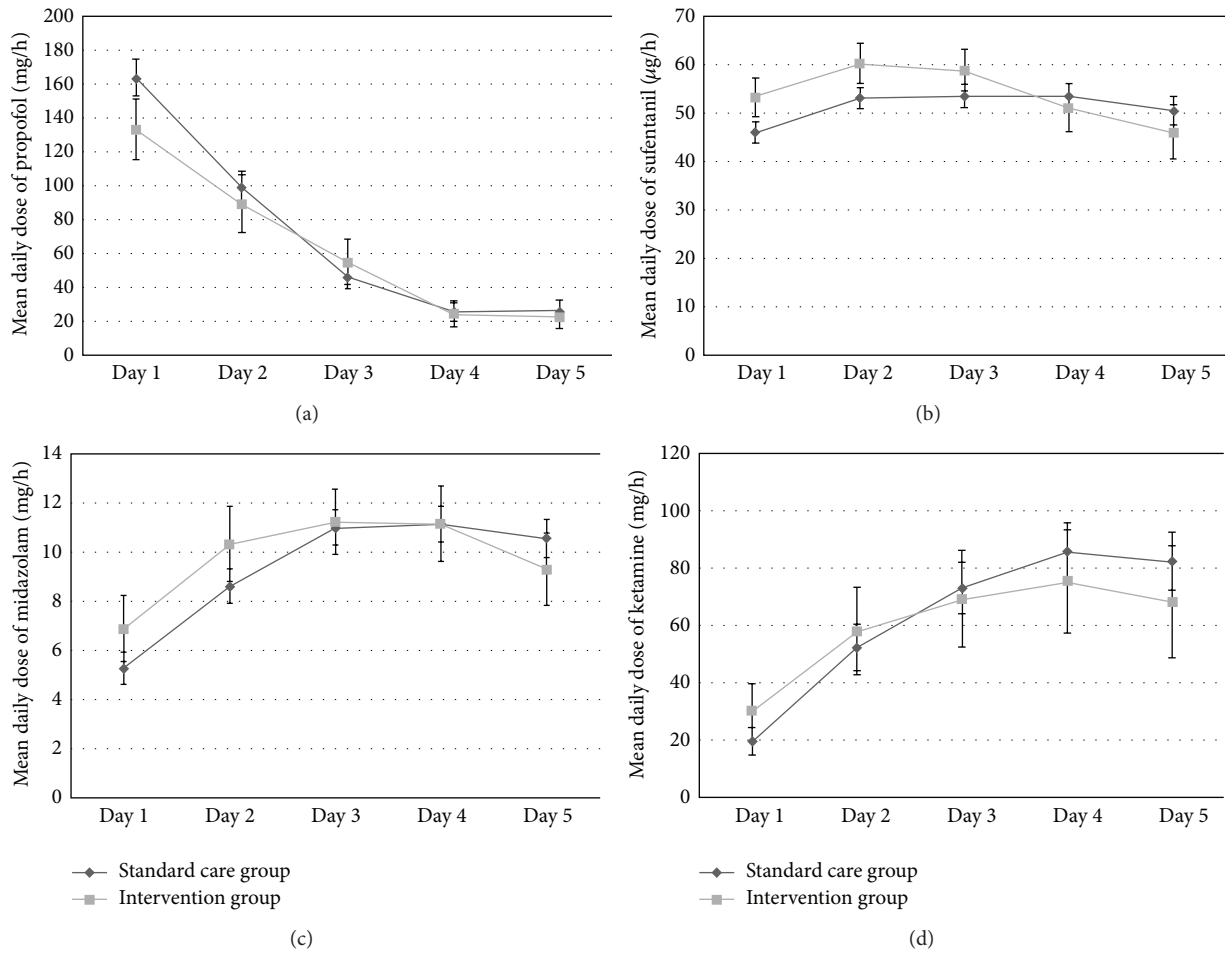 Mean daily dose of propofol (mg/h)
200
180
160
140
120
100
80
60
40
20
0
Day 1 Day 2 Day 3 Day 4 Day 5
(a)
Mean daily dose of sufentanil (μg/h)
70
60
50
40
30
20
10
0
Day 1 Day 2 Day 3 Day 4 Day 5
(b)
Mean daily dose of midazolam (mg/h)
14
12
10
8
6
4
2
0
Day 1 Day 2 Day 3 Day 4 Day 5
Standard care group
Intervention group
(c)
Mean daily dose of ketamine (mg/h)
120
100
80
60
40
20
0
Day 1 Day 2 Day 3 Day 4 Day 5
Standard care group
Intervention group
(d)